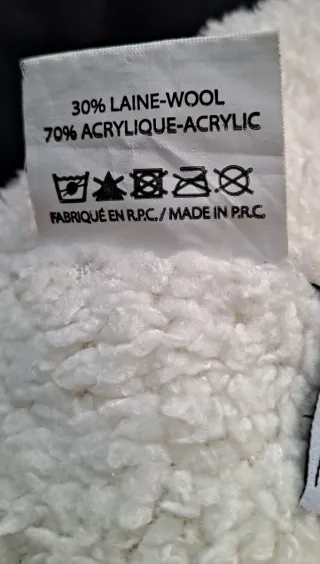 30% LAINE-WOOL
70% ACRYLIQUE-ACRYLIC
FABRIQUÉ EN R.P.C. / MADE IN P.R.C.